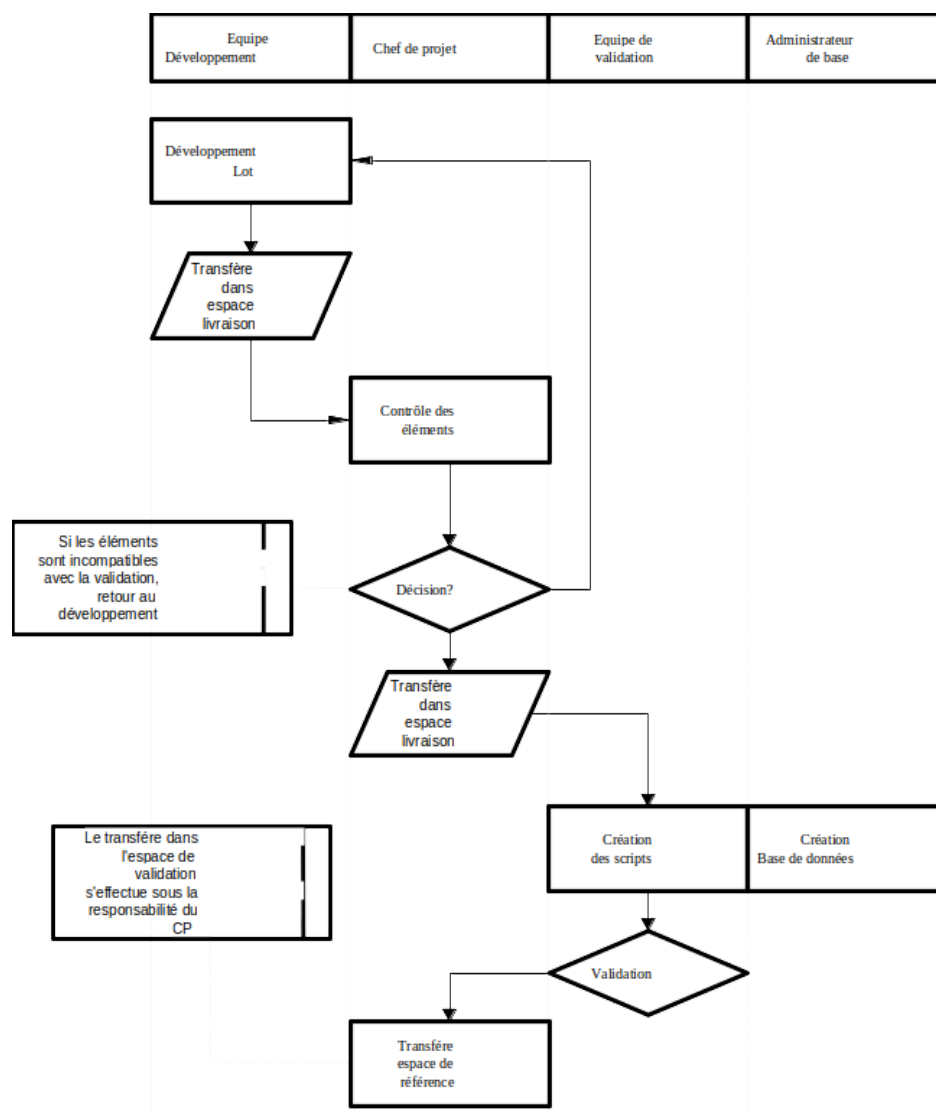 Equipe
Développement
Chef de projet
Equipe de
validation
Administrateur
de base
Développement
Lot
Transfère
dans
espace
livraison
Contrôle des
éléments
Si les éléments
sont incompatibles
avec la validation,
retour au
développement
Décision?
Transfère
dans
espace
livraison
Création
des scripts
Création
Base de données
Le transfére dans
l'espace de
validation
s'effectue sous la
responsabilité du
CP
Validation
Transfére
espace de
référence